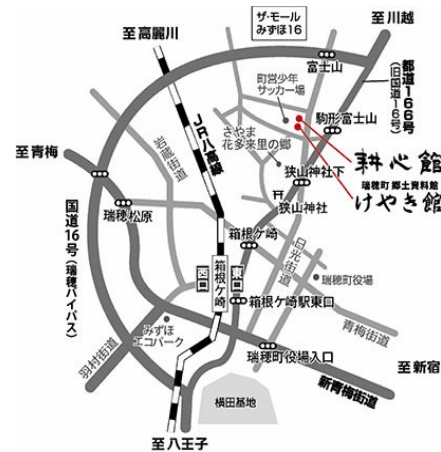 至高麗川
ザ・モール
みずほ16
至川越
富士山
都道166号
(旧国道16号)
町営少年
サッカー場
駒形富士山
JR八高線
岩蔵街道
さやま
花多来里の郷
耕心館
至青梅
狭山神社下
瑞穂町 郷土資料館
けやき館
狭山神社
国道16号(瑞穂バイパス)
瑞穂松原
箱根ケ崎
日光街道
瑞穂町役場
西口
箱根ケ崎
東口
箱根ケ崎駅東口
青梅街道
みずほ
エコパーク
羽村街道
瑞穂町役場入口
至新宿
新青梅街道
横田基地
至八王子